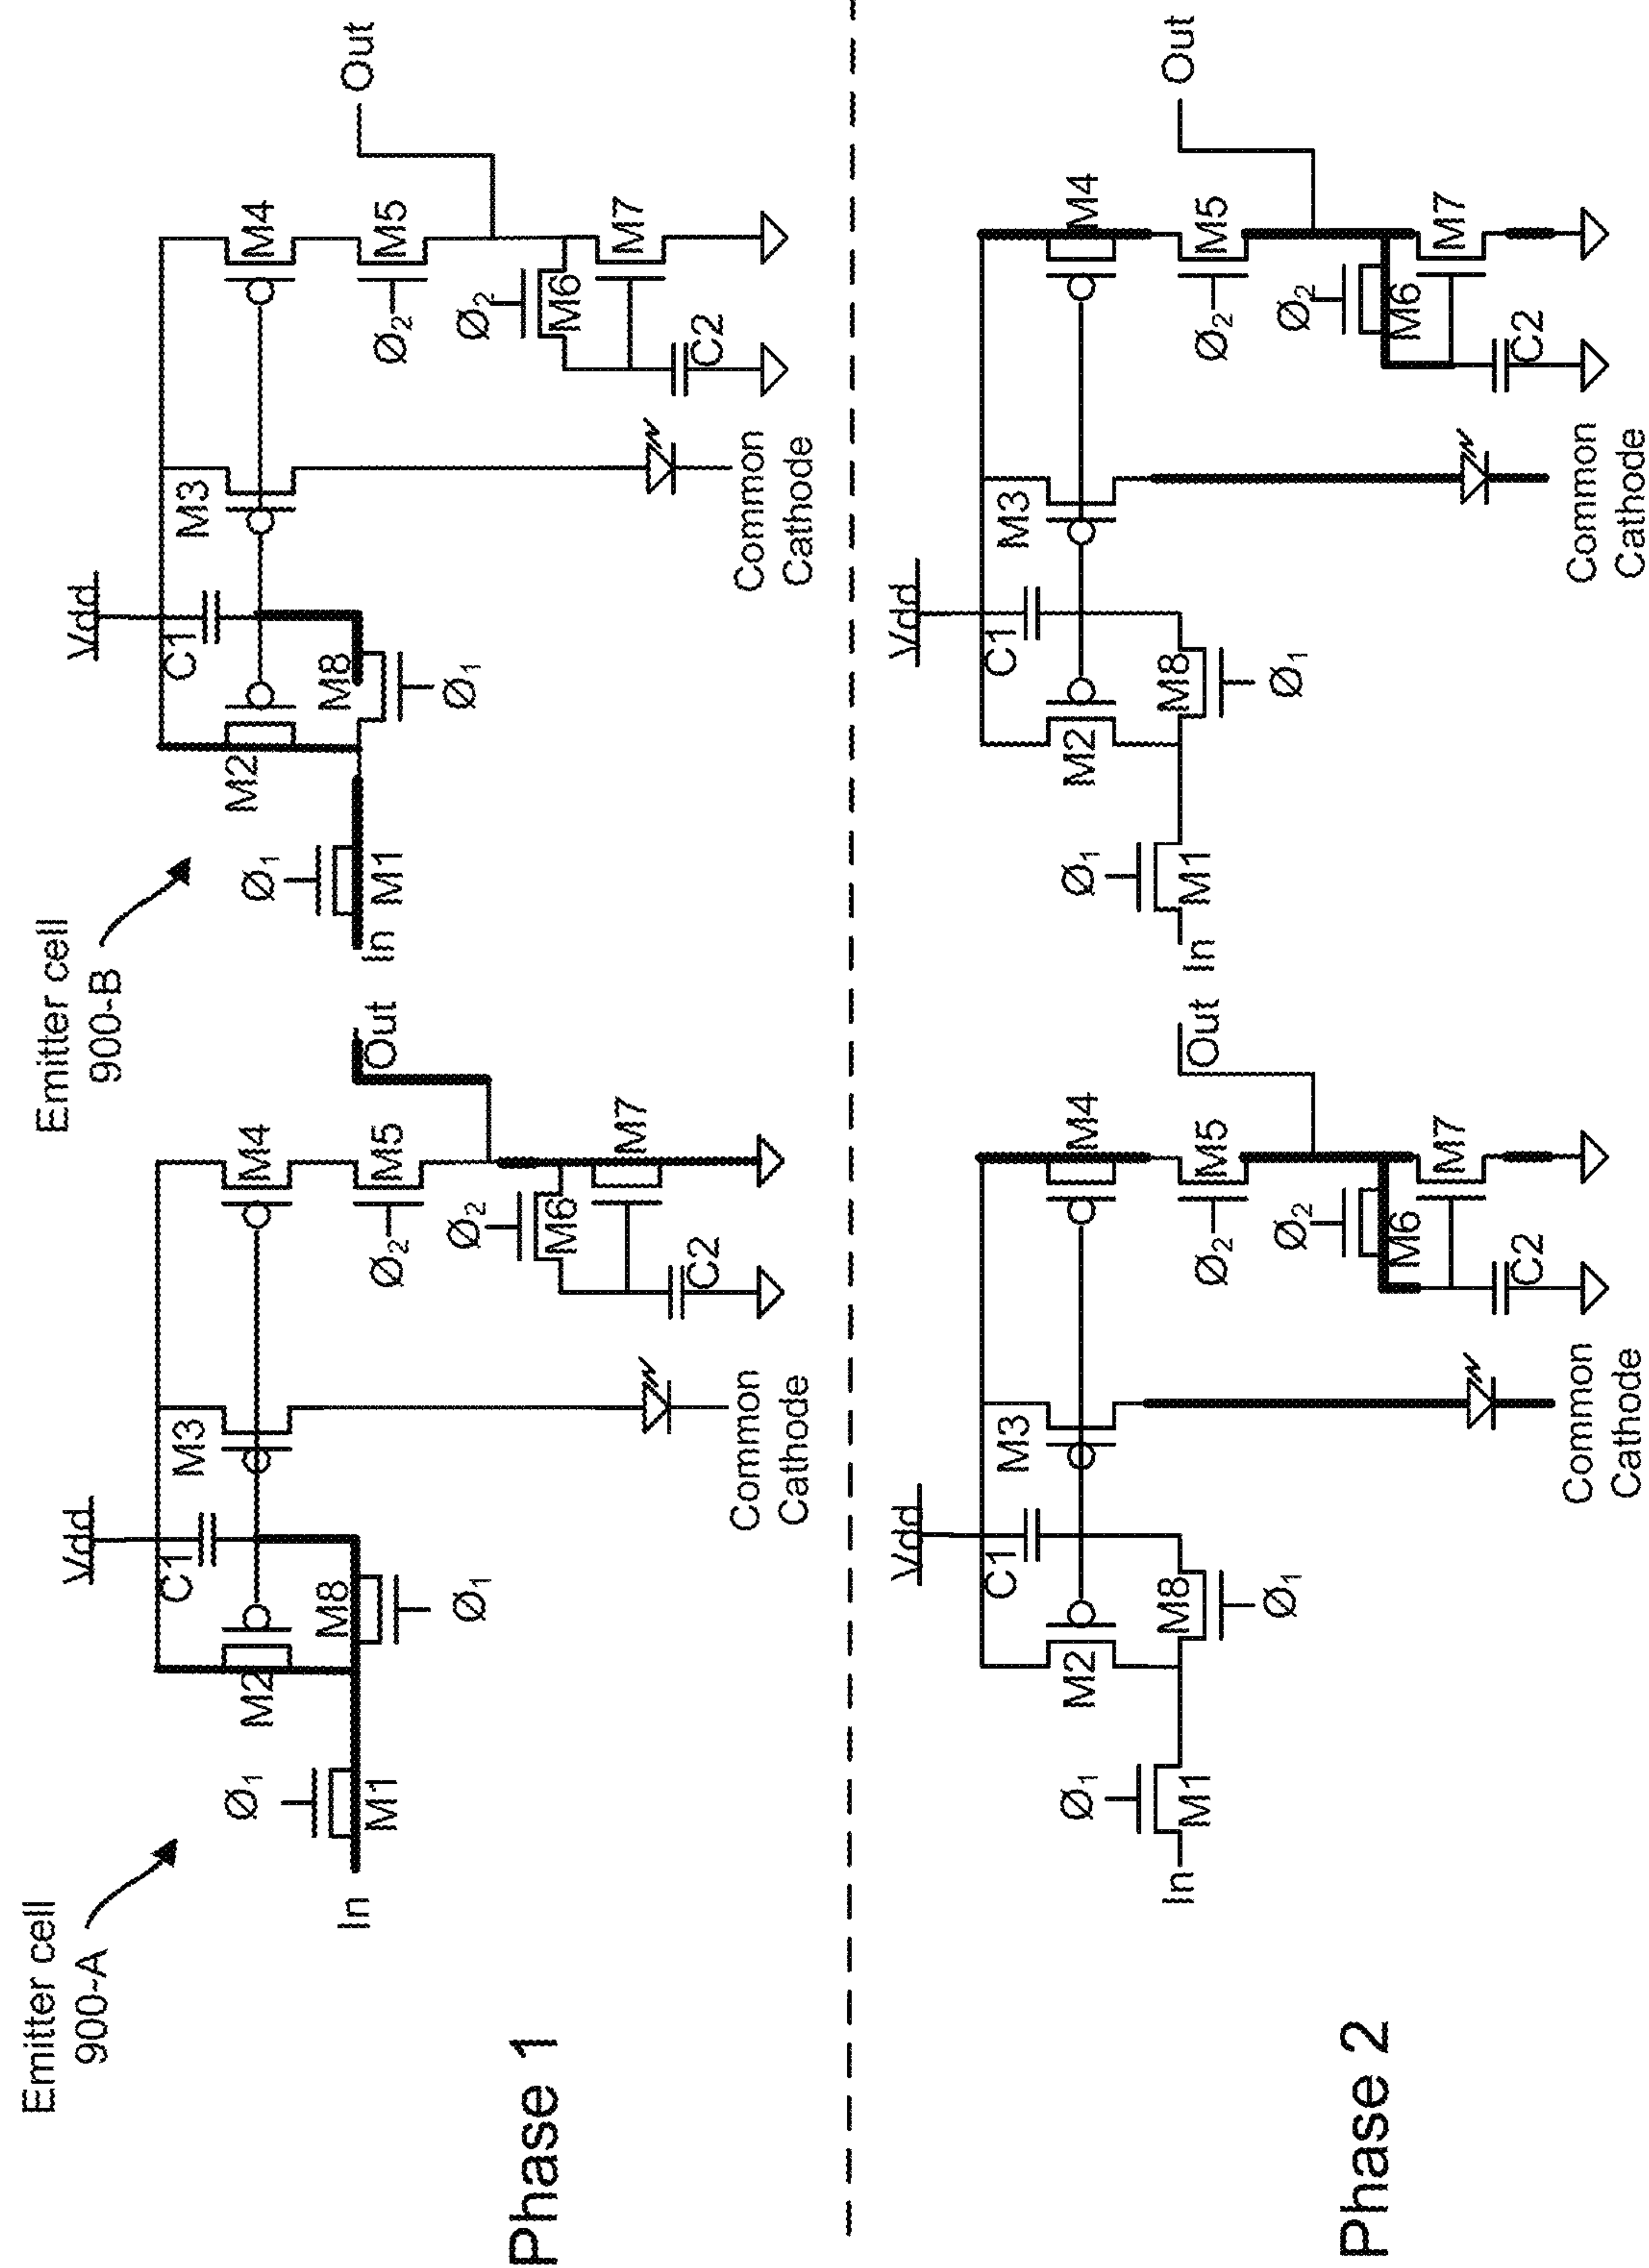 Emitter cell
900-A
Emitter cell
900-B
Phase 1
In
Ø1
M1
M2
Vdd
C1
M8
Ø1
M3
Common
Cathode
M4
M5
Ø2
Ø2
M6
M7
C2
Out
In
Ø1
M1
M2
Vdd
C1
M8
Ø1
M3
Common
Cathode
M4
M5
Ø2
Ø2
M6
M7
C2
Out
Phase 2
In
Ø1
M1
M2
Vdd
C1
M8
Ø1
M3
Common
Cathode
M4
M5
Ø2
Ø2
M6
M7
C2
Out
In
Ø1
M1
M2
Vdd
C1
M8
Ø1
M3
Common
Cathode
M4
M5
Ø2
Ø2
M6
M7
C2
Out